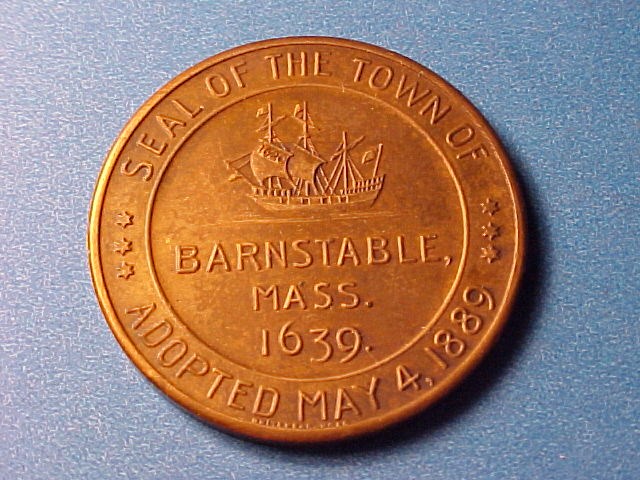 SEAL OF THE TOWN OF
BARNSTABLE,
MASS.
1639.
ADOPTED MAY 4, 1889